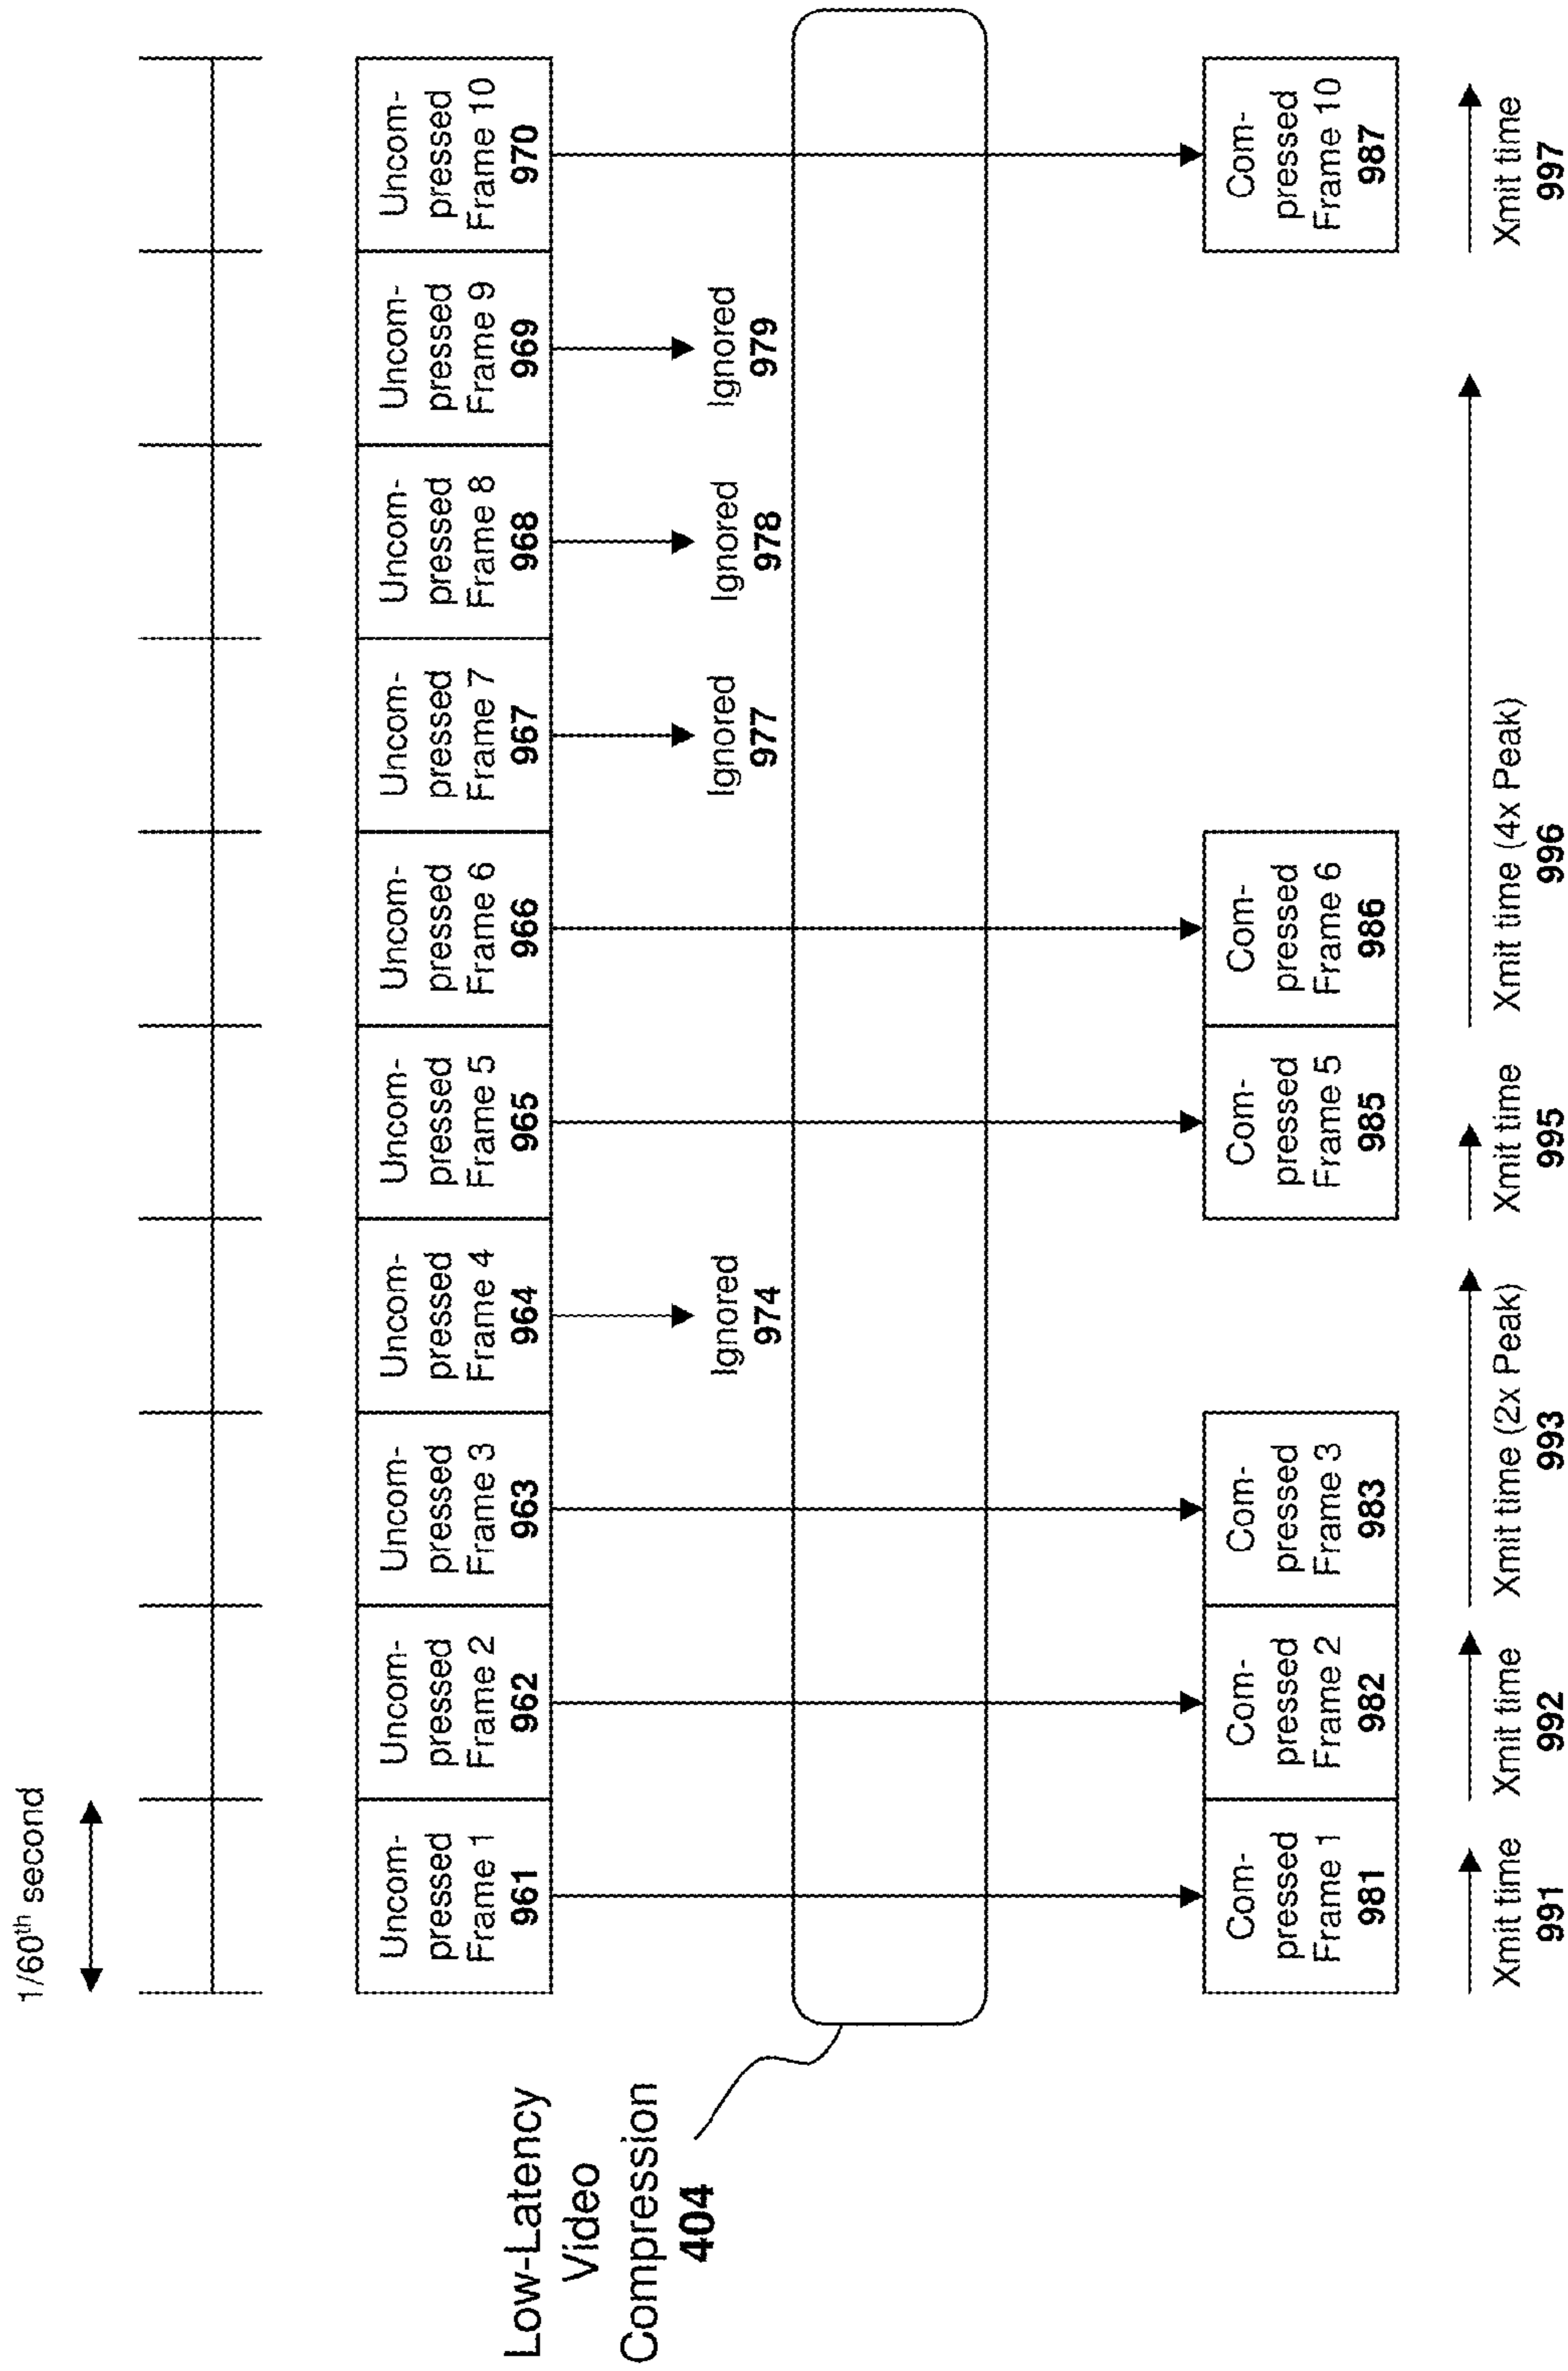 1/60th second
Uncom-
pressed
Frame 1
961
Uncom-
pressed
Frame 2
962
Uncom-
pressed
Frame 3
963
Uncom-
pressed
Frame 4
964
Uncom-
pressed
Frame 5
965
Uncom-
pressed
Frame 6
966
Uncom-
pressed
Frame 7
967
Uncom-
pressed
Frame 8
968
Uncom-
pressed
Frame 9
969
Uncom-
pressed
Frame 10
970
Ignored
974
Ignored
977
Ignored
978
Ignored
979
Low-Latency
Video
Compression
404
Com-
pressed
Frame 1
981
Com-
pressed
Frame 2
982
Com-
pressed
Frame 3
983
Com-
pressed
Frame 5
985
Com-
pressed
Frame 6
986
Com-
pressed
Frame 10
987
Xmit time
991
Xmit time
992
Xmit time (2x Peak)
993
Xmit time
995
Xmit time (4x Peak)
996
Xmit time
997